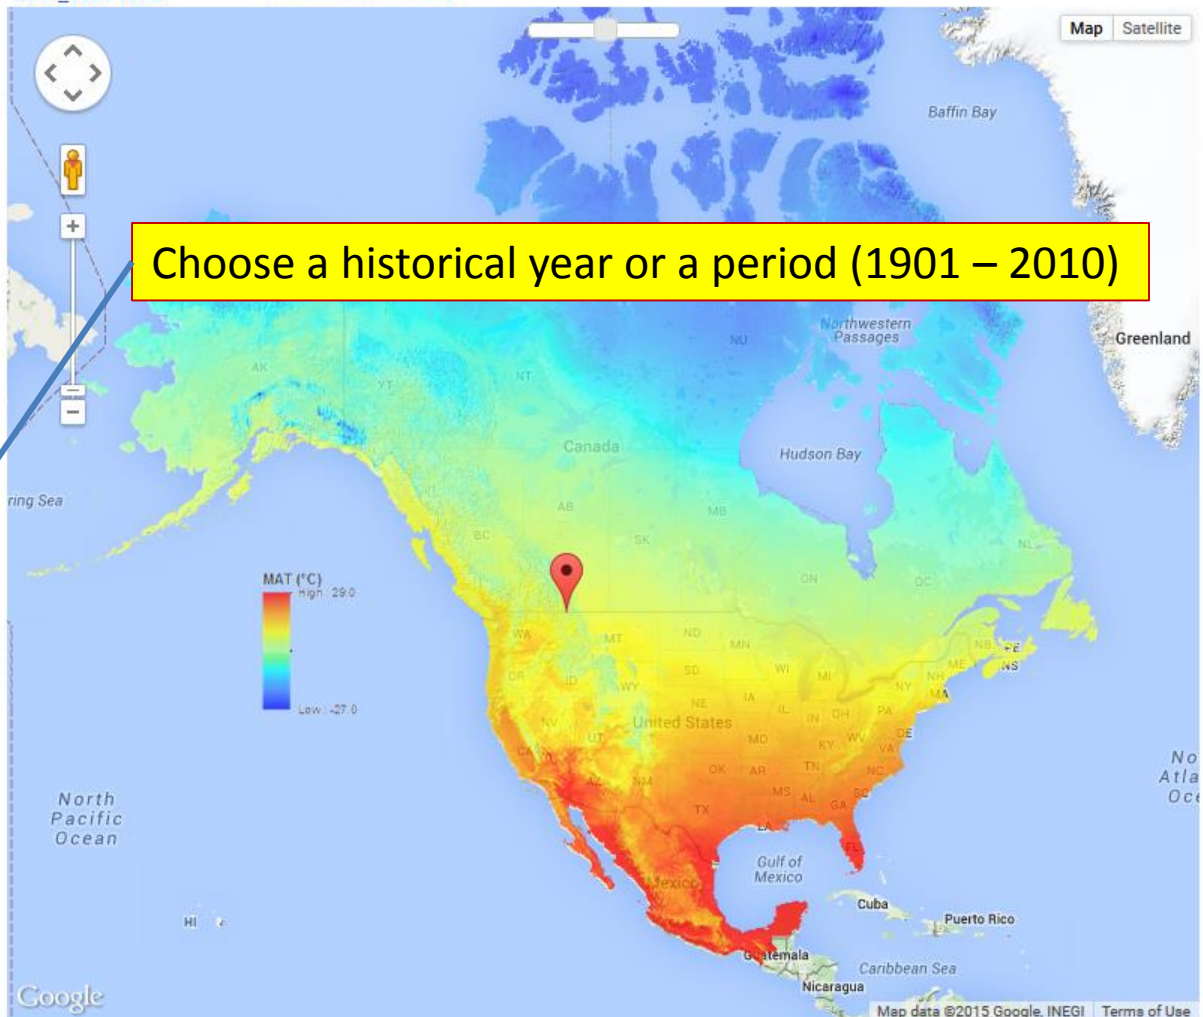 Map Satellite
Baffin Bay
Choose a historical year or a period (1901 – 2010)
Northwestern
Passages
NU
Greenland
AK
YT
NT
Canada
Hudson Bay
ring Sea
AB
MB
BC
SK
NL
ON
QC
MAT (°C)
High : 29.0
Low : -27.0
WA
MT
ND
MN
NB
PE
NS
ME
OR
ID
SD
WI
MI
NH
NY
MA
WY
NE
IA
IL
IN
OH
PA
NV
UT
United States
MO
KY
WV
DE
VA
CA
AZ
NM
OK
AR
TN
NC
SC
MS
AL
GA
TX
LA
FL
North
Pacific
Ocean
No
Atla
Oce
Gulf of
Mexico
Mexico
Cuba
Puerto Rico
HI
Guatemala
Caribbean Sea
Nicaragua
Google
Map data ©2015 Google, INEGI Terms of Use